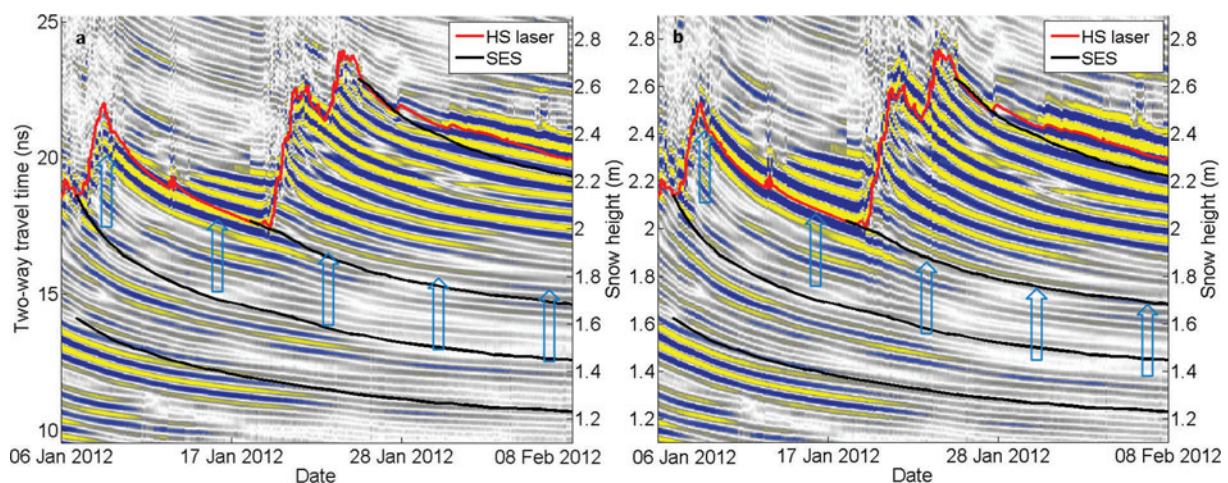 a
HS laser
SES
25
20
15
10
Two-way travel time (ns)
2.8
2.6
2.4
2.2
2
1.8
1.6
1.4
1.2
Snow height (m)
06 Jan 2012
17 Jan 2012
28 Jan 2012
08 Feb 2012
Date
b
HS laser
SES
2.8
2.6
2.4
2.2
2
1.8
1.6
1.4
1.2
Snow height (m)
2.8
2.6
2.4
2.2
2
1.8
1.6
1.4
1.2
Snow height (m)
06 Jan 2012
17 Jan 2012
28 Jan 2012
08 Feb 2012
Date